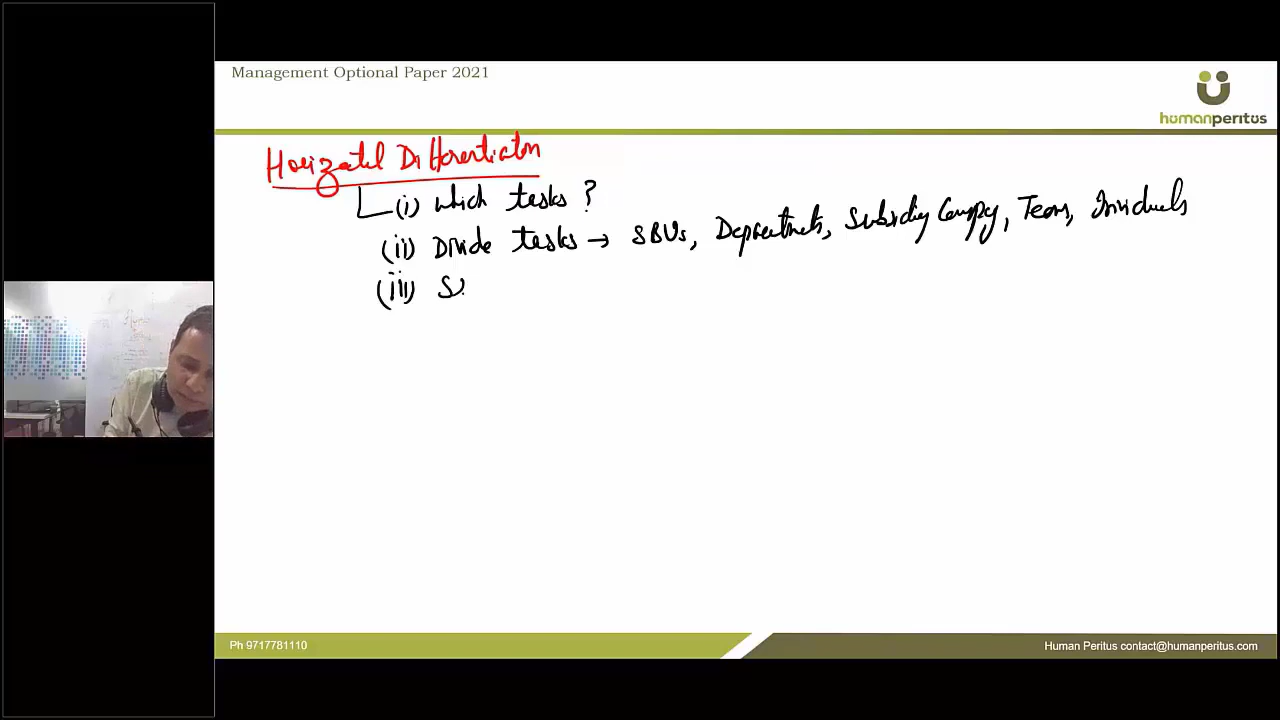 Management Optional Paper 2021
humanperitus
Horizontal Differentiation
(i) which tasks ?
(ii) Divide tasks → SBUs, Departments, Subsidiary Company, Teams, Individuals
(iii) S
Ph 9717781110
Human Peritus contact@humanperitus.com